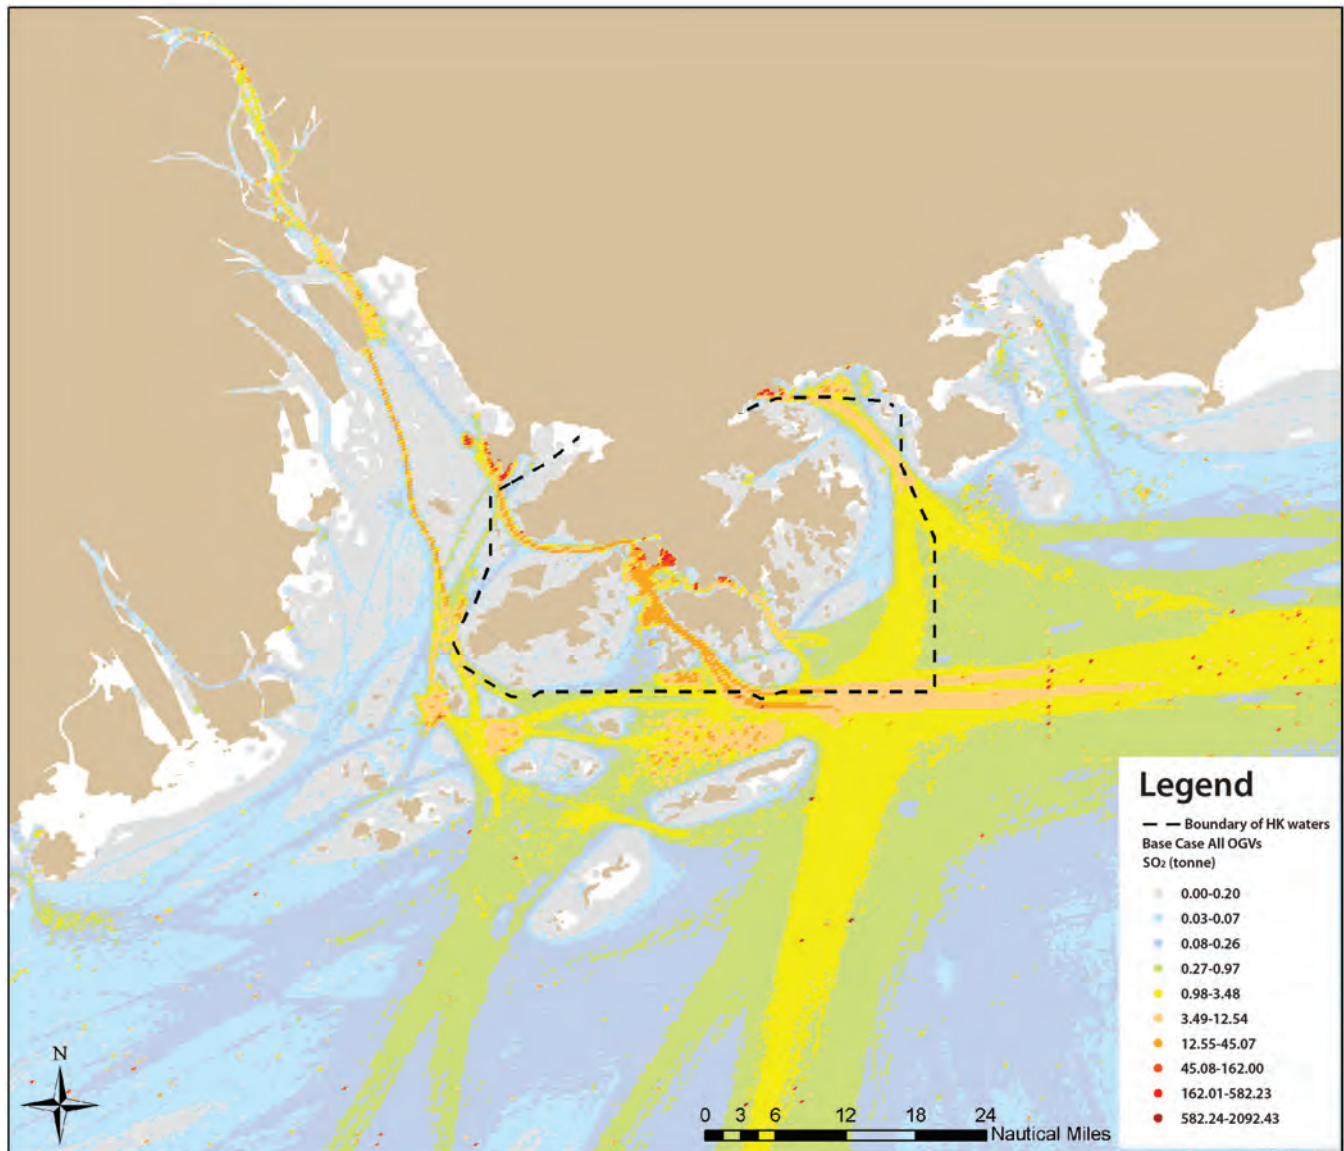 Legend
Boundary of HK waters
Base Case All OGVs
SO₂ (tonne)
0.00-0.20
0.03-0.07
0.08-0.26
0.27-0.97
0.98-3.48
3.49-12.54
12.55-45.07
45.08-162.00
162.01-582.23
582.24-2092.43
N
0 3 6 12 18 24
Nautical Miles